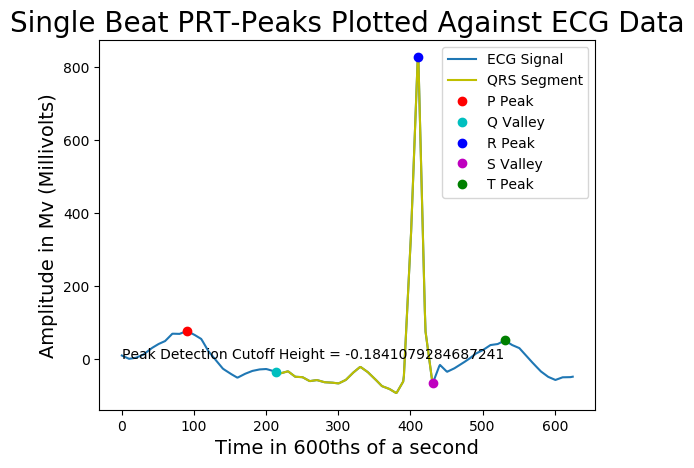 Single Beat PRT-Peaks Plotted Against ECG Data
Amplitude in Mv (Millivolts)
800
600
400
200
0
ECG Signal
QRS Segment
P Peak
Q Valley
R Peak
S Valley
T Peak
Peak Detection Cutoff Height = -0.1841079284687241
0 100 200 300 400 500 600
Time in 600ths of a second